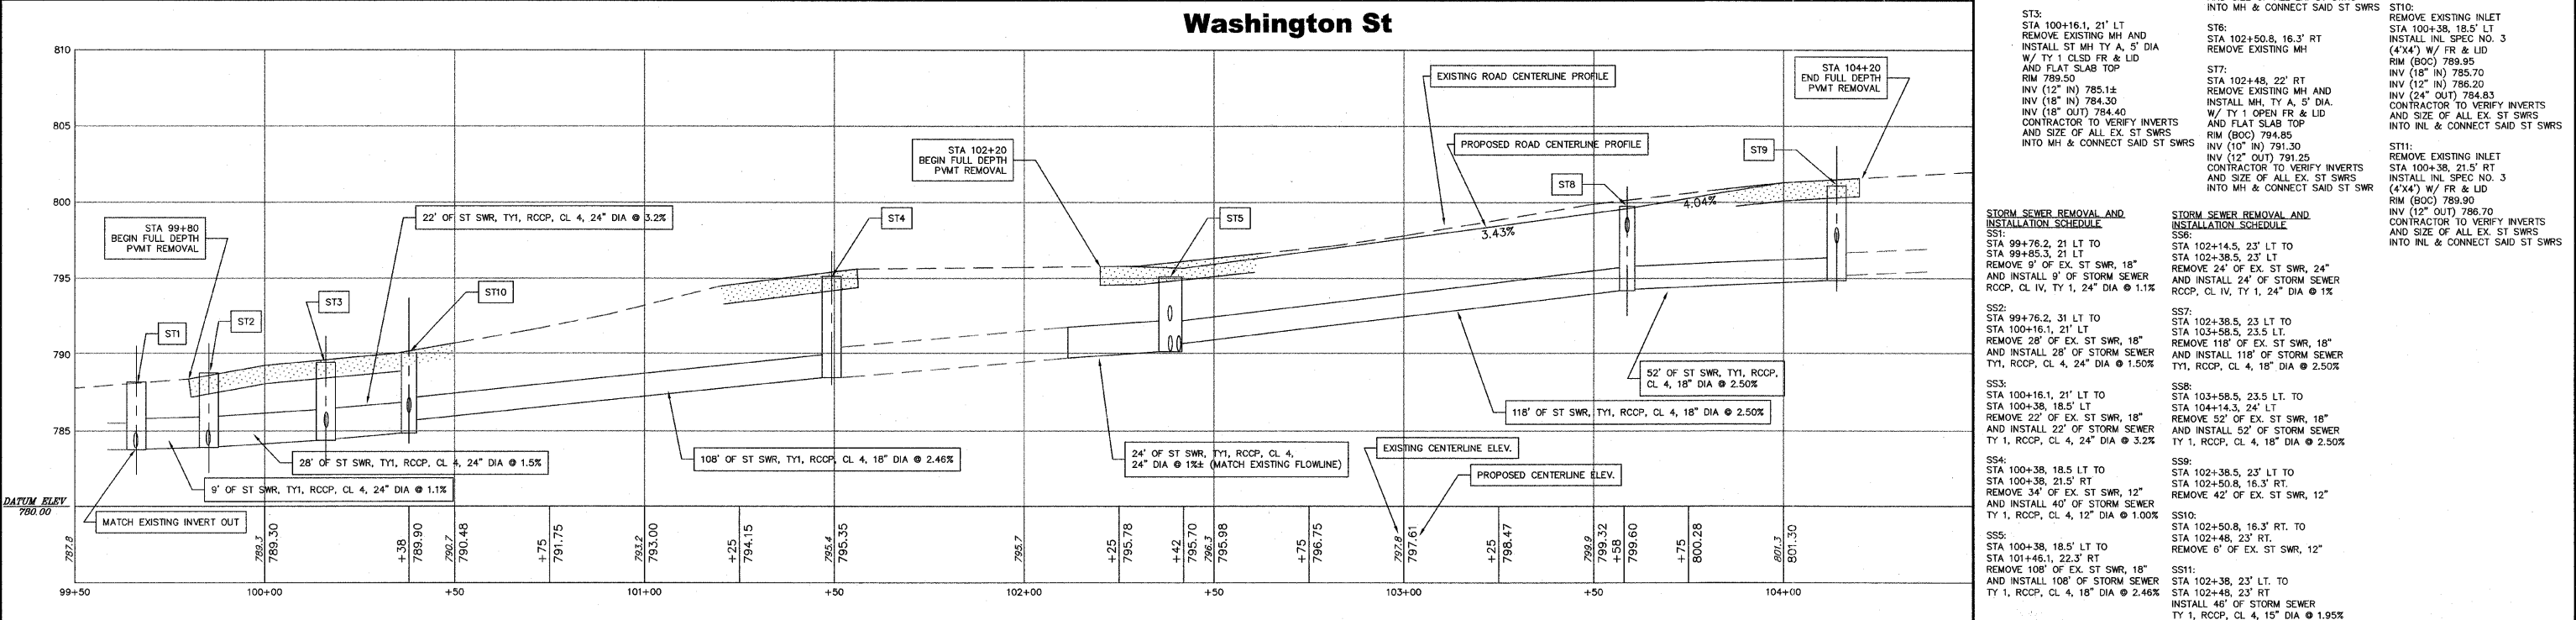 Washington St
810
805
800
795
790
785
DATUM ELEV
780.00
STA 99+80
BEGIN FULL DEPTH
PVMT REMOVAL
ST1
ST2
ST3
22' OF ST SWR, TY1, RCCP, CL 4, 24" DIA @ 3.2%
ST10
ST4
STA 102+20
BEGIN FULL DEPTH
PVMT REMOVAL
ST5
EXISTING ROAD CENTERLINE PROFILE
PROPOSED ROAD CENTERLINE PROFILE
3.43%
ST8
4.04%
ST9
STA 104+20
END FULL DEPTH
PVMT REMOVAL
MATCH EXISTING INVERT OUT
9' OF ST SWR, TY1, RCCP, CL 4, 24" DIA @ 1.1%
28' OF ST SWR, TY1, RCCP, CL 4, 24" DIA @ 1.5%
108' OF ST SWR, TY1, RCCP, CL 4, 18" DIA @ 2.46%
24' OF ST SWR, TY1, RCCP, CL 4,
24" DIA @ 1%± (MATCH EXISTING FLOWLINE)
118' OF ST SWR, TY1, RCCP, CL 4, 18" DIA @ 2.50%
52' OF ST SWR, TY1, RCCP,
CL 4, 18" DIA @ 2.50%
EXISTING CENTERLINE ELEV.
PROPOSED CENTERLINE ELEV.
787.8
789.3
789.30
+38
789.90
790.7
790.48
+75
791.75
793.2
793.00
+25
794.15
795.4
795.35
795.7
+25
795.78
+42
795.70
796.3
795.98
+75
796.75
797.8
797.61
+25
798.47
799.9
799.32
+58
799.60
+75
800.28
801.3
801.30
99+50
100+00
+50
101+00
+50
102+00
+50
103+00
+50
104+00
ST3:
STA 100+16.1, 21' LT
REMOVE EXISTING MH AND
INSTALL ST MH TY A, 5' DIA
W/ TY 1 CLSD FR & LID
AND FLAT SLAB TOP
RIM 789.50
INV (12" IN) 785.1±
INV (18" IN) 784.30
INV (18" OUT) 784.40
CONTRACTOR TO VERIFY INVERTS
AND SIZE OF ALL EX. ST SWRS
INTO MH & CONNECT SAID ST SWRS
INTO MH & CONNECT SAID ST SWRS
ST6:
STA 102+50.8, 16.3' RT
REMOVE EXISTING MH
ST7:
STA 102+48, 22' RT
REMOVE EXISTING MH AND
INSTALL MH, TY A, 5' DIA.
W/ TY 1 OPEN FR & LID
AND FLAT SLAB TOP
RIM (BOC) 794.85
INV (10" IN) 791.30
INV (12" OUT) 791.25
CONTRACTOR TO VERIFY INVERTS
AND SIZE OF ALL EX. ST SWRS
INTO MH & CONNECT SAID ST SWR
ST10:
REMOVE EXISTING INLET
STA 100+38, 18.5' LT
INSTALL INL SPEC NO. 3
(4'X4') W/ FR & LID
RIM (BOC) 789.95
INV (18" IN) 785.70
INV (12" IN) 786.20
INV (24" OUT) 784.83
CONTRACTOR TO VERIFY INVERTS
AND SIZE OF ALL EX. ST SWRS
INTO INL & CONNECT SAID ST SWRS
ST11:
REMOVE EXISTING INLET
STA 100+38, 21.5' RT
INSTALL INL SPEC NO. 3
(4'X4') W/ FR & LID
RIM (BOC) 789.90
INV (12" OUT) 786.70
CONTRACTOR TO VERIFY INVERTS
AND SIZE OF ALL EX. ST SWRS
INTO INL & CONNECT SAID ST SWRS
STORM SEWER REMOVAL AND
INSTALLATION SCHEDULE
SS1:
STA 99+76.2, 21 LT TO
STA 99+85.3, 21 LT
REMOVE 9' OF EX. ST SWR, 18"
AND INSTALL 9' OF STORM SEWER
RCCP, CL IV, TY 1, 24" DIA @ 1.1%
SS2:
STA 99+76.2, 31 LT TO
STA 100+16.1, 21' LT
REMOVE 28' OF EX. ST SWR, 18"
AND INSTALL 28' OF STORM SEWER
TY1, RCCP, CL 4, 24" DIA @ 1.50%
SS3:
STA 100+16.1, 21' LT TO
STA 100+38, 18.5' LT
REMOVE 22' OF EX. ST SWR, 18"
AND INSTALL 22' OF STORM SEWER
TY 1, RCCP, CL 4, 24" DIA @ 3.2%
SS4:
STA 100+38, 18.5 LT TO
STA 100+38, 21.5' RT
REMOVE 34' OF EX. ST SWR, 12"
AND INSTALL 40' OF STORM SEWER
TY 1, RCCP, CL 4, 12" DIA @ 1.00%
SS5:
STA 100+38, 18.5' LT TO
STA 101+46.1, 22.3' RT
REMOVE 108' OF EX. ST SWR, 18"
AND INSTALL 108' OF STORM SEWER
TY 1, RCCP, CL 4, 18" DIA @ 2.46%
STORM SEWER REMOVAL AND
INSTALLATION SCHEDULE
SS6:
STA 102+14.5, 23' LT TO
STA 102+38.5, 23' LT
REMOVE 24' OF EX. ST SWR, 24"
AND INSTALL 24' OF STORM SEWER
RCCP, CL IV, TY 1, 24" DIA @ 1%
SS7:
STA 102+38.5, 23 LT TO
STA 103+58.5, 23.5 LT.
REMOVE 118' OF EX. ST SWR, 18"
AND INSTALL 118' OF STORM SEWER
TY1, RCCP, CL 4, 18" DIA @ 2.50%
SS8:
STA 103+58.5, 23.5 LT. TO
STA 104+14.3, 24' LT
REMOVE 52' OF EX. ST SWR, 18"
AND INSTALL 52' OF STORM SEWER
TY 1, RCCP, CL 4, 18" DIA @ 2.50%
SS9:
STA 102+38.5, 23' LT TO
STA 102+50.8, 16.3' RT.
REMOVE 42' OF EX. ST SWR, 12"
SS10:
STA 102+50.8, 16.3' RT. TO
STA 102+48, 23' RT.
REMOVE 6' OF EX. ST SWR, 12"
SS11:
STA 102+38, 23' LT. TO
STA 102+48, 23' RT
INSTALL 46' OF STORM SEWER
TY 1, RCCP, CL 4, 15" DIA @ 1.95%